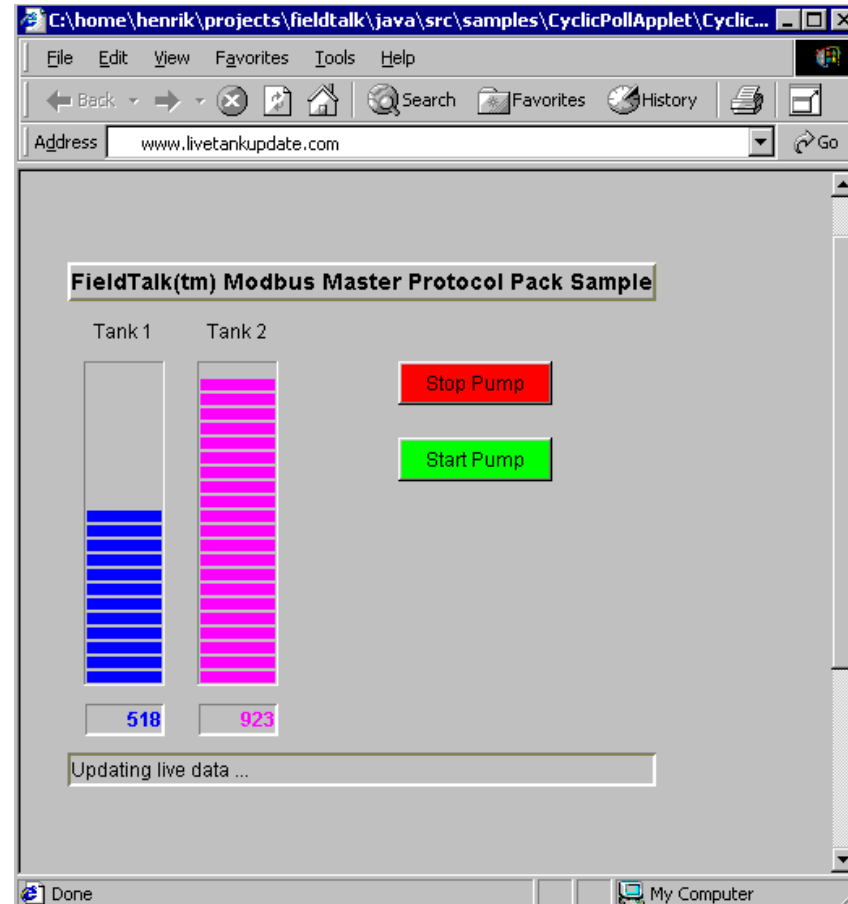 C:\home\henrik\projects\fieldtalk\java\src\samples\CyclicPollApplet\Cyclic...
File Edit View Favorites Tools Help
Back Search Favorites History
Address www.livetankupdate.com Go
FieldTalk(tm) Modbus Master Protocol Pack Sample
Tank 1 Tank 2
Stop Pump
Start Pump
518 923
Updating live data ...
Done My Computer